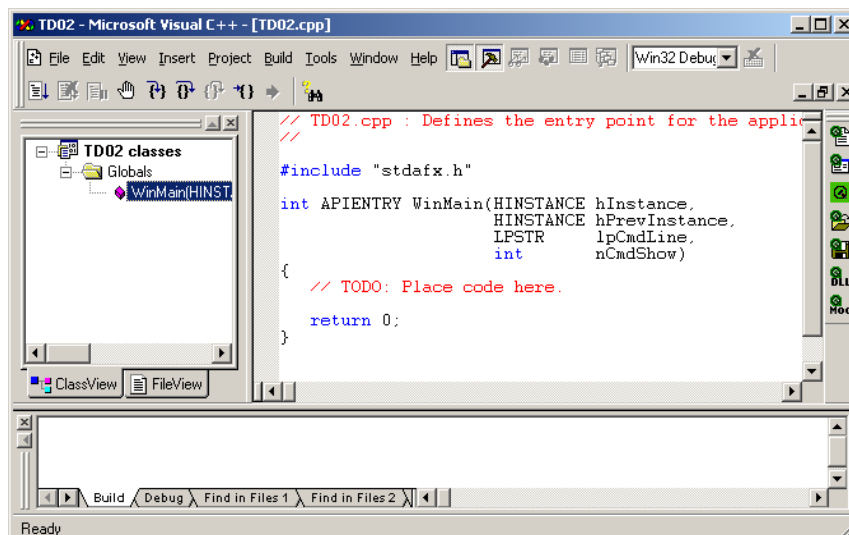 TD02 - Microsoft Visual C++ - [TD02.cpp]
File Edit View Insert Project Build Tools Window Help Win32 Debug
TD02 classes
Globals
WinMain(HINST.
ClassView FileView
// TD02.cpp : Defines the entry point for the applic
//
#include "stdafx.h"
int APIENTRY WinMain(HINSTANCE hInstance,
HINSTANCE hPrevInstance,
LPSTR lpCmdLine,
int nCmdShow)
{
// TODO: Place code here.
return 0;
}
DLL
Moc
Build Debug Find in Files 1 Find in Files 2
Ready